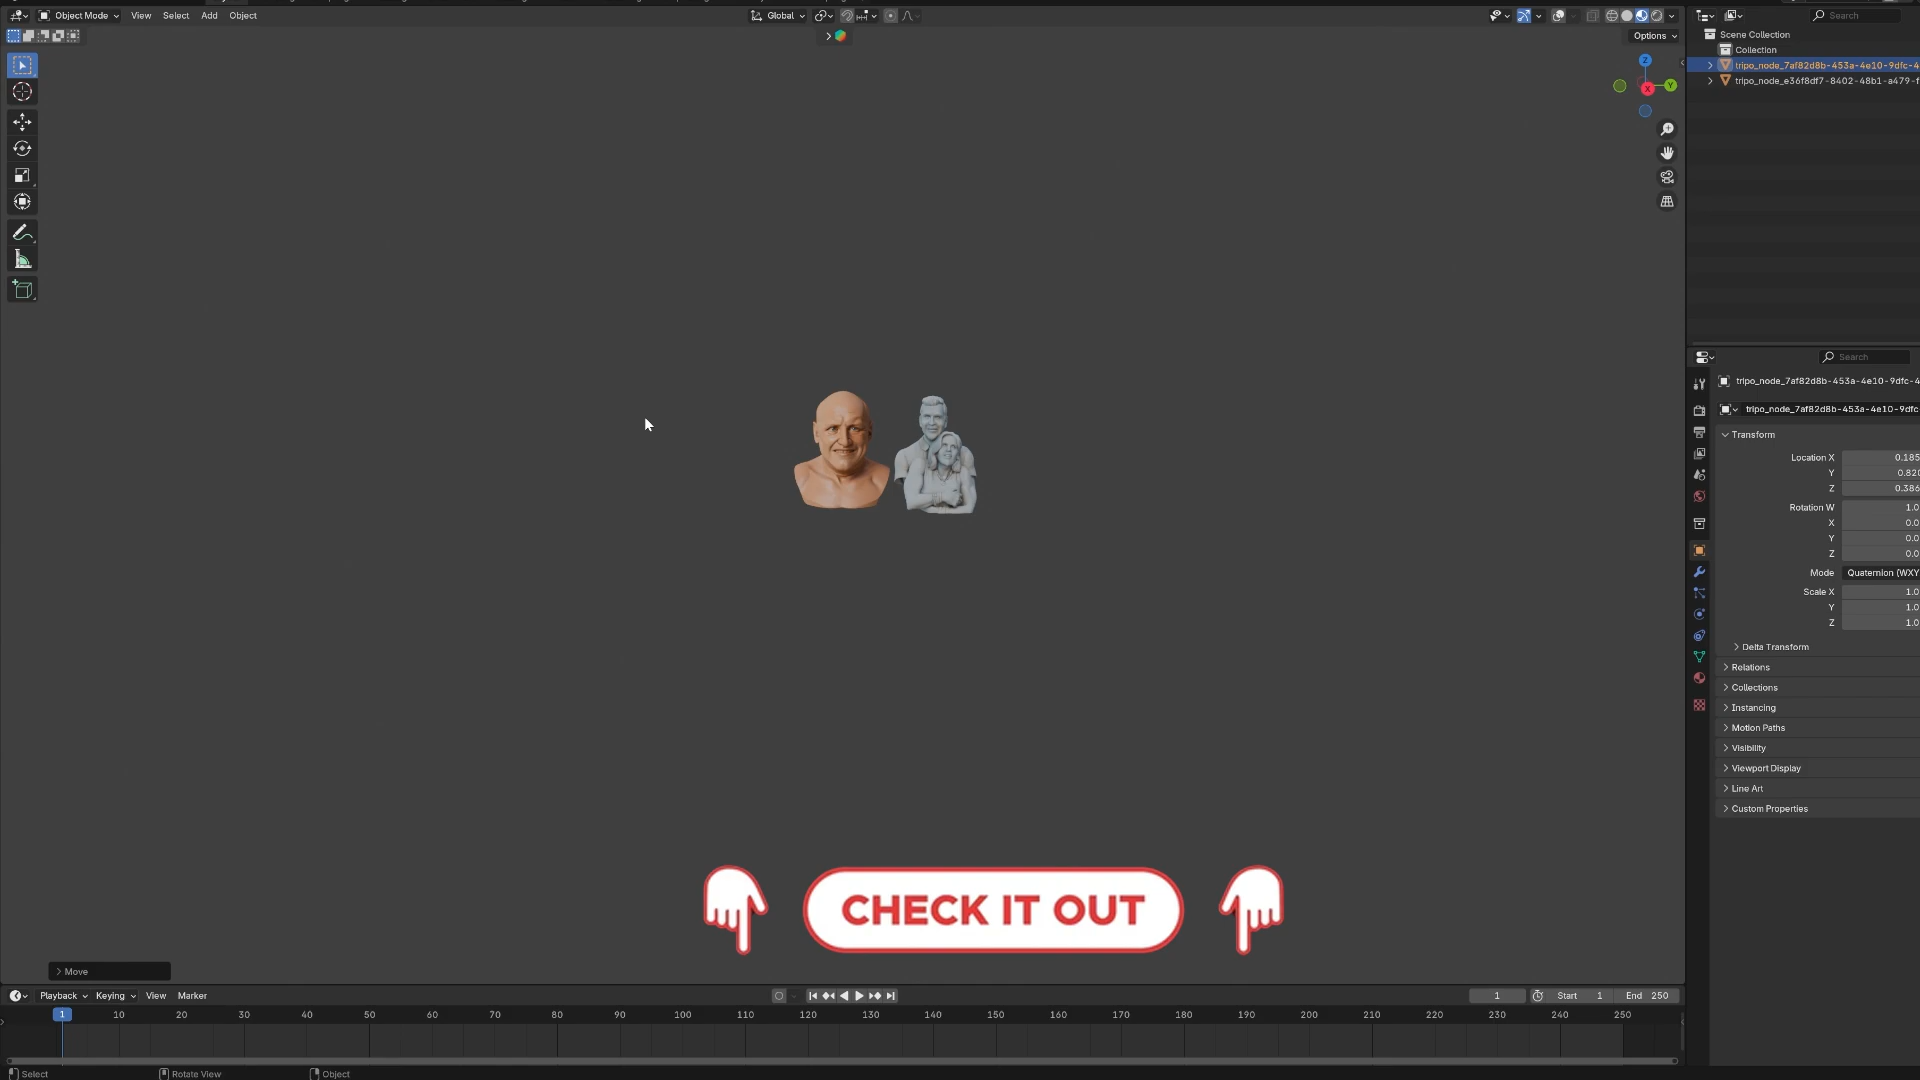 Object Mode View Select Add Object Global Search
Options
Scene Collection
Collection
tripo_node_7af82d8b-453a-4e10-9dfc-4
tripo_node_e36f8df7-8402-48b1-a479-f
Z
Y
X
Search
tripo_node_7af82d8b-453a-4e10-9dfc-4
tripo_node_7af82d8b-453a-4e10-9dfc
Transform
Location X 0.185
Y 0.820
Z 0.386
Rotation W 1.0
X 0.0
Y 0.0
Z 0.0
Mode Quaternion (WXY
Scale X 1.0
Y 1.0
Z 1.0
Delta Transform
Relations
Collections
Instancing
Motion Paths
Visibility
Viewport Display
Line Art
Custom Properties
CHECK IT OUT
Move
Playback Keying View Marker 1 Start 1 End 250
1 10 20 30 40 50 60 70 80 90 100 110 120 130 140 150 160 170 180 190 200 210 220 230 240 250
Select Rotate View Object